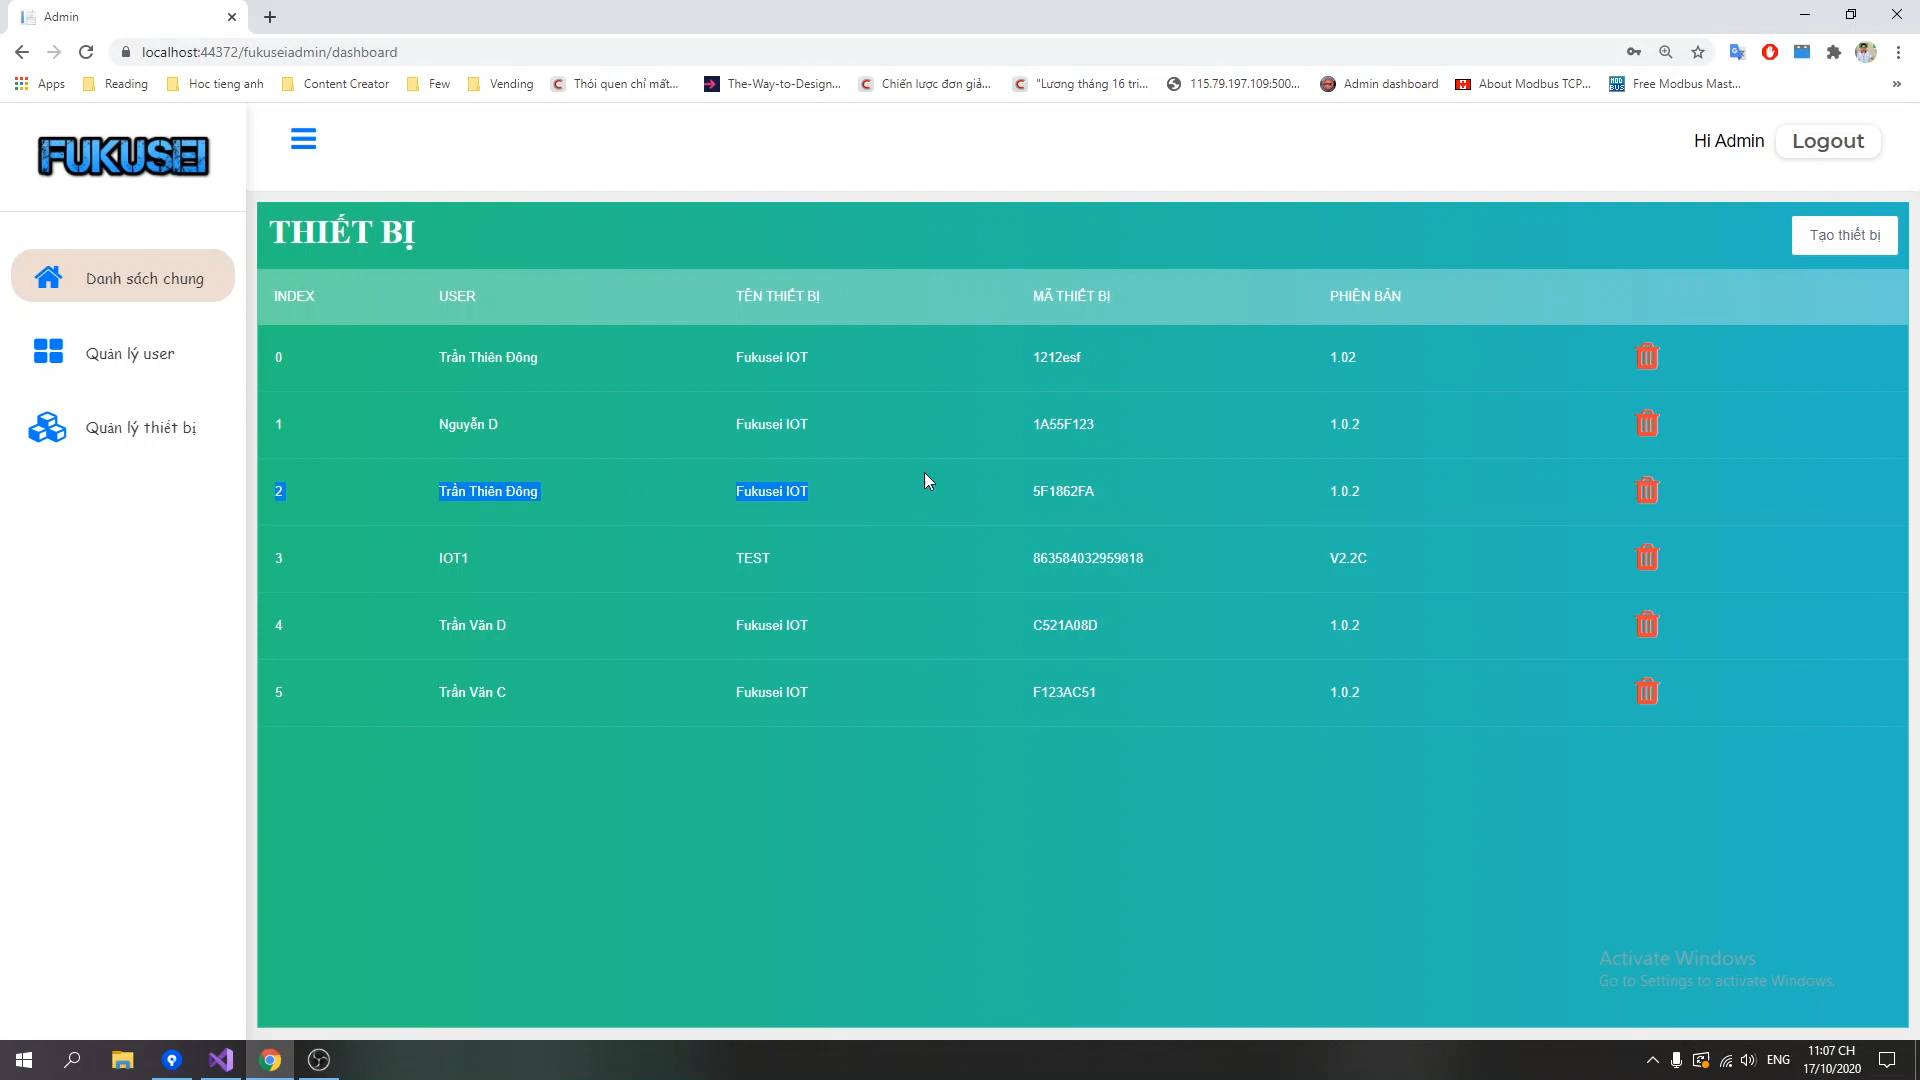 Admin
localhost:44372/fukuseiadmin/dashboard
Apps Reading Hoc tieng anh Content Creator Few Vending Thói quen chỉ mất... The-Way-to-Design... Chiến lược đơn giả... "Lương tháng 16 tri... 115.79.197.109:500... Admin dashboard About Modbus TCP... Free Modbus Mast... »
FUKUSEI
Hi Admin Logout
Danh sách chung
Quản lý user
Quản lý thiết bị
THIẾT BỊ
Tạo thiết bị
INDEX USER TÊN THIẾT BỊ MÃ THIẾT BỊ PHIÊN BẢN
0 Trần Thiên Đông Fukusei IOT 1212esf 1.02
1 Nguyễn D Fukusei IOT 1A55F123 1.0.2
2 Trần Thiên Đông Fukusei IOT 5F1862FA 1.0.2
3 IOT1 TEST 863584032959818 V2.2C
4 Trần Văn D Fukusei IOT C521A08D 1.0.2
5 Trần Văn C Fukusei IOT F123AC51 1.0.2
Activate Windows
Go to Settings to activate Windows.
ENG
11:07 CH
17/10/2020